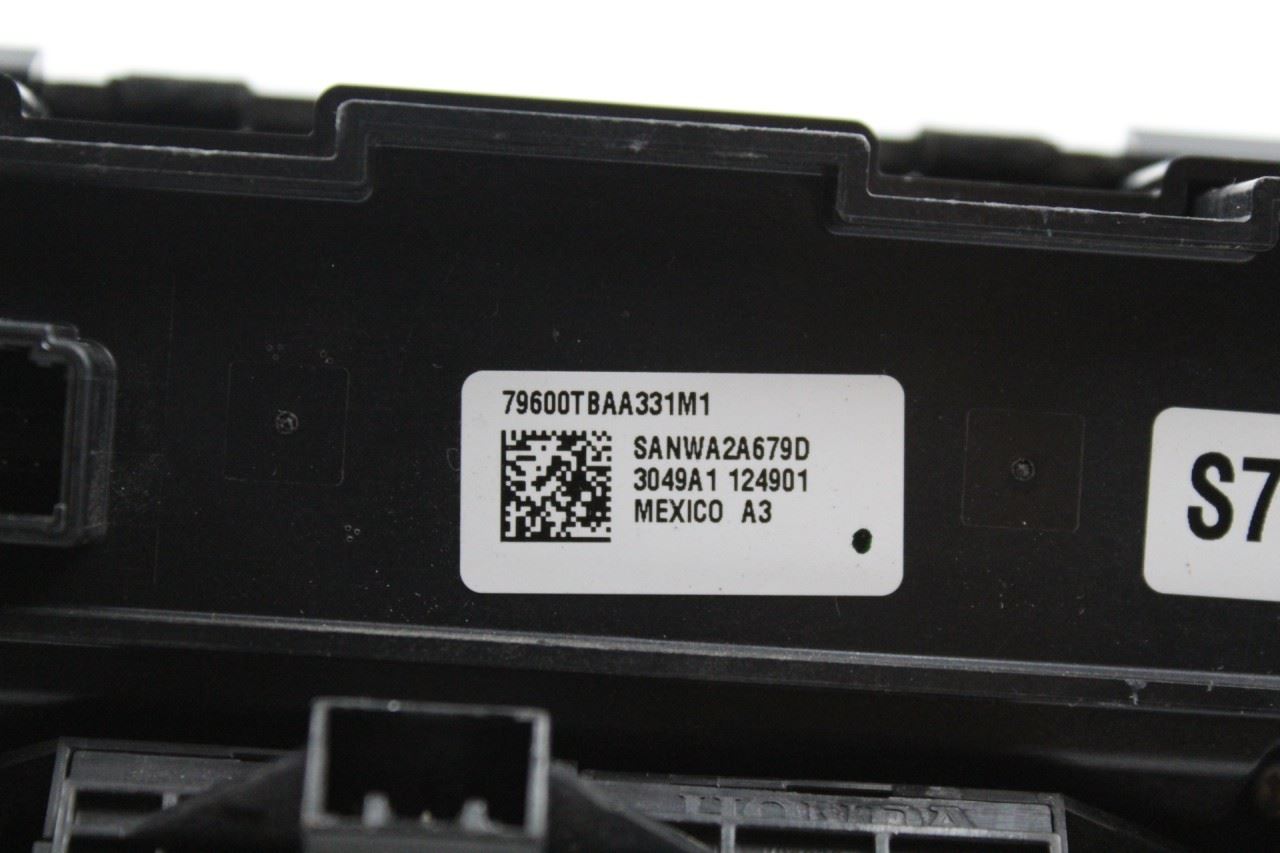 79600TBAA331M1
SANWA2A679D
3049A1 124901
MEXICO A3
S7
HONDA